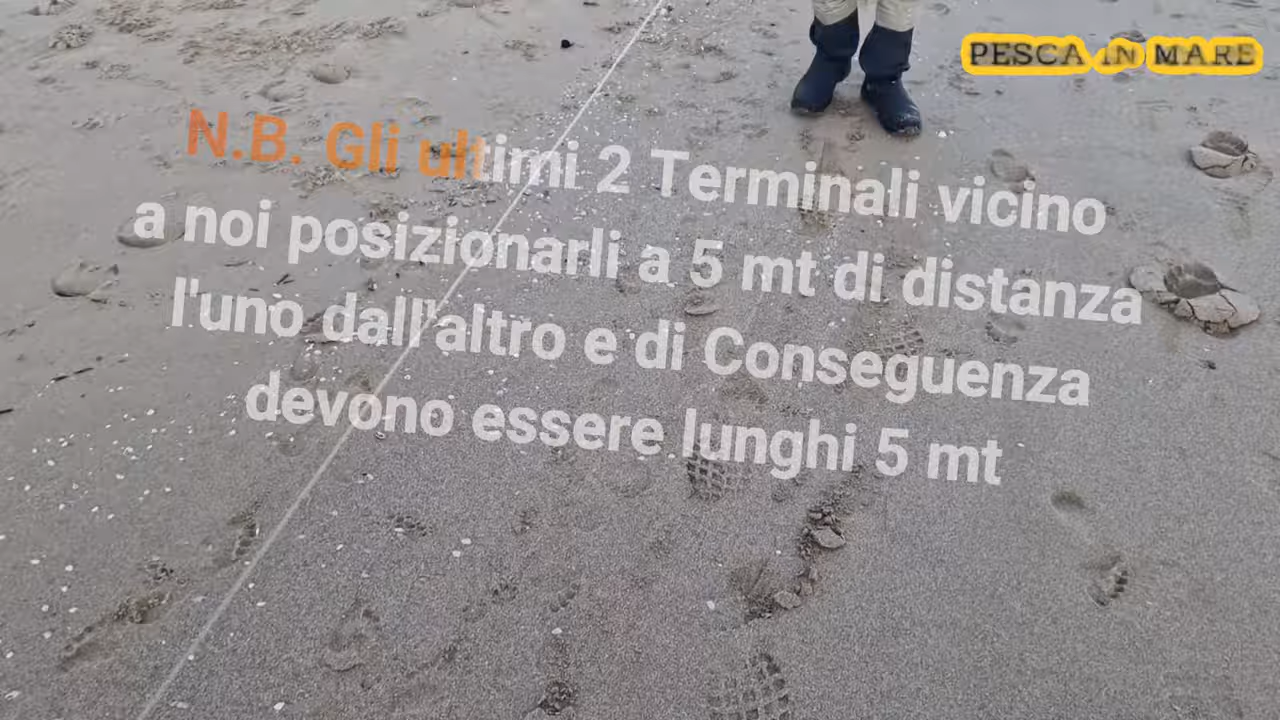 PESCA IN MARE
N.B. Gli ultimi 2 Terminali vicino
a noi posizionarli a 5 mt di distanza
l'uno dall'altro e di Conseguenza
devono essere lunghi 5 mt